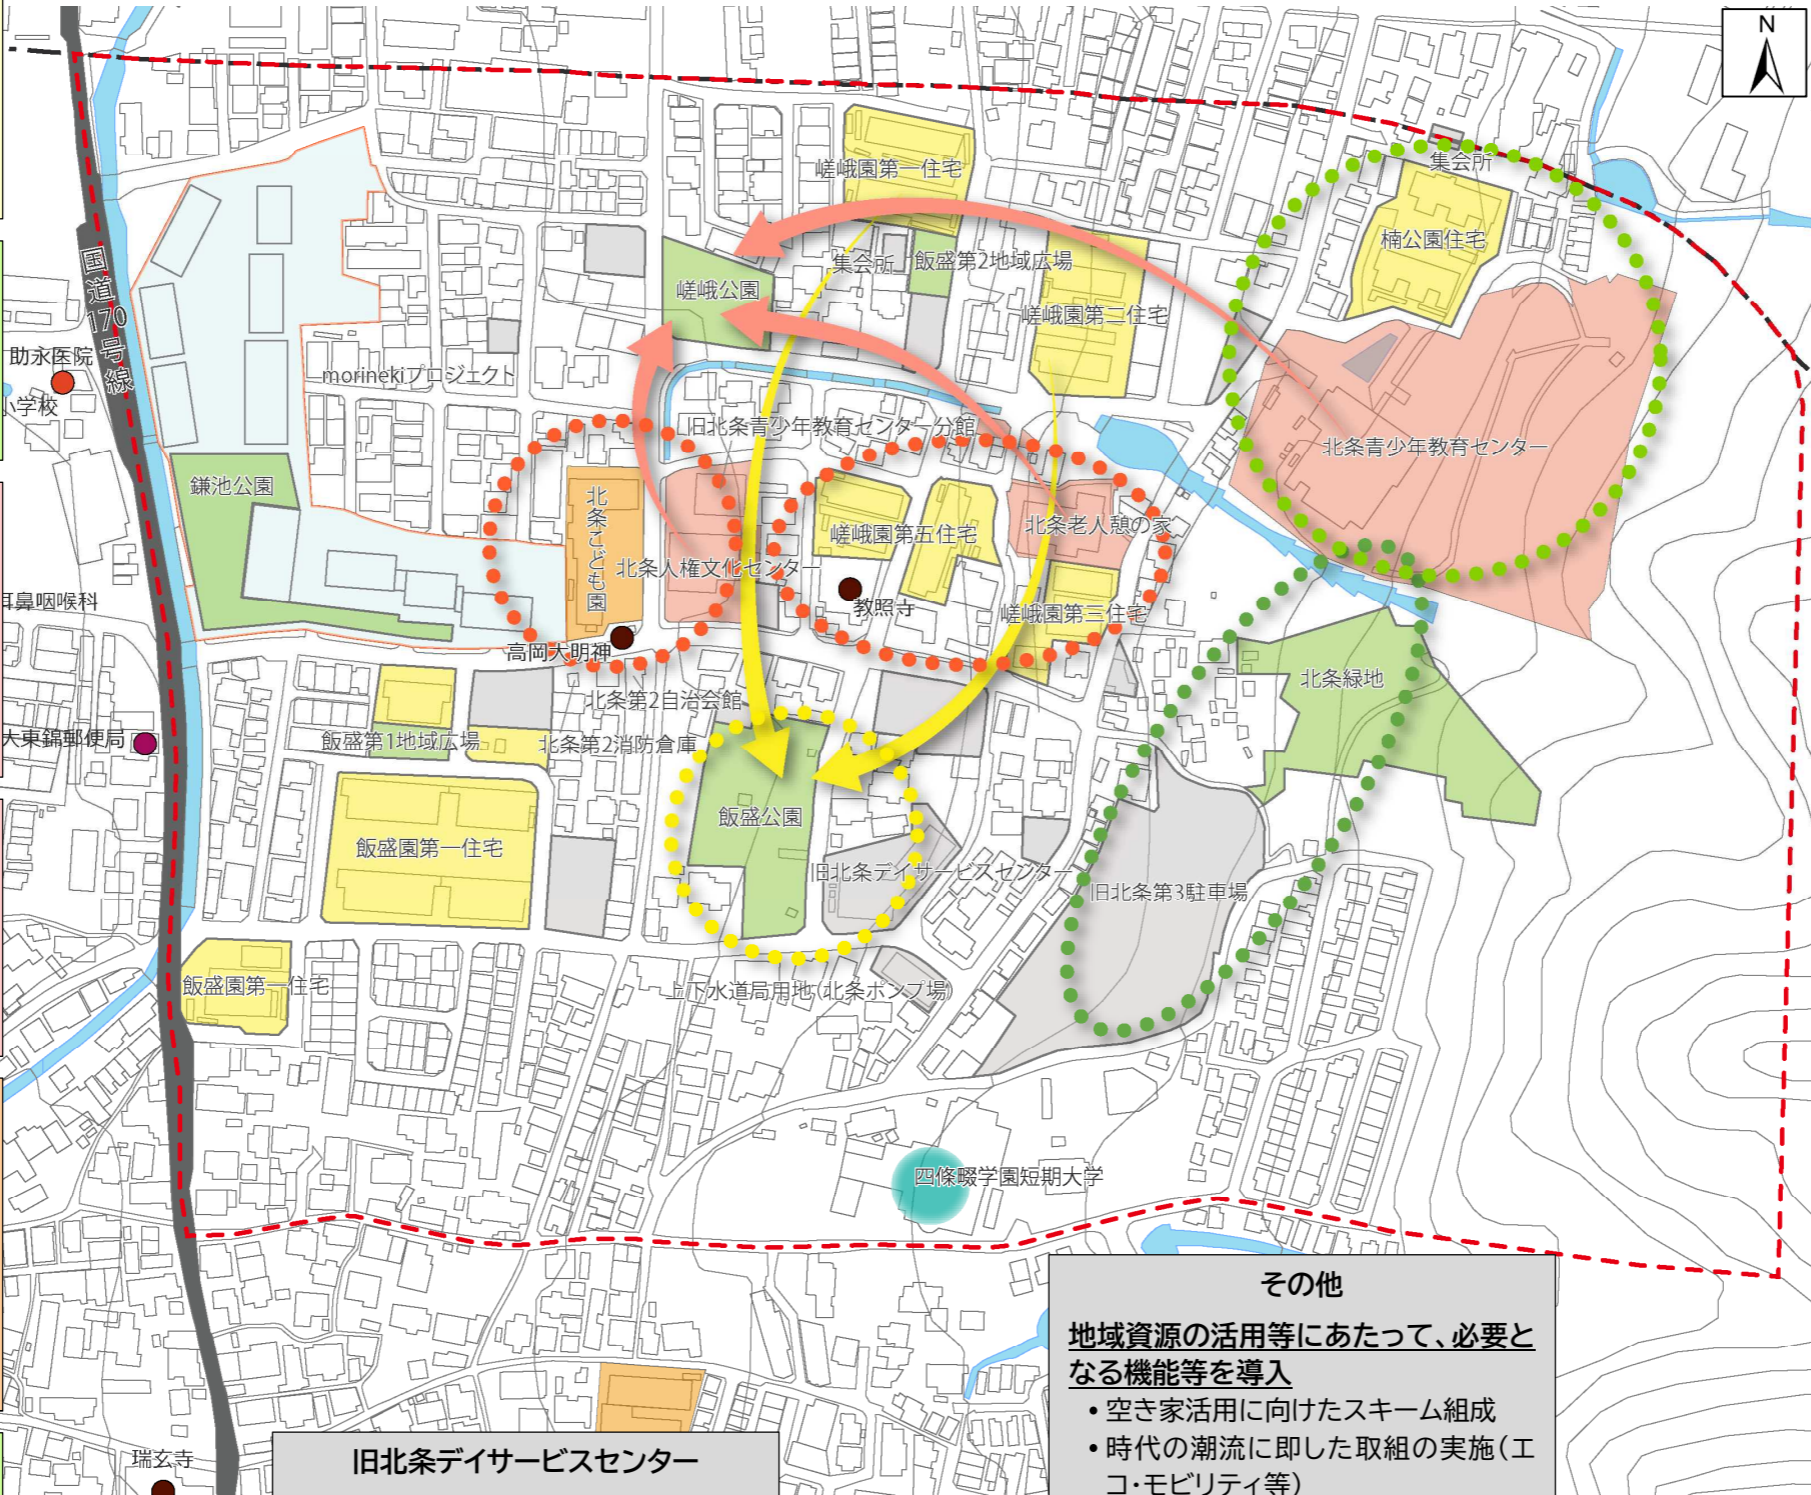 N
嵯峨園第一住宅
集会所
楠公園住宅
国道170号線
集会所
飯盛第2地域広場
嵯峨公園
嵯峨園第二住宅
助永医院
小学校
morinekiプロジェクト
旧北条青少年教育センター分館
北条青少年教育センター
鎌池公園
北条こども園
嵯峨園第五住宅
北条老人憩の家
北条人権文化センター
耳鼻咽喉科
教照寺
嵯峨園第三住宅
高岡大明神
北条緑地
北条第2自治会館
大東錦郵便局
飯盛第1地域広場
北条第2消防倉庫
飯盛公園
飯盛園第一住宅
旧北条デイサービスセンター
旧北条第3駐車場
飯盛園第一住宅
上下水道局用地(北条ポンプ場)
四條畷学園短期大学
その他
地域資源の活用等にあたって、必要と
なる機能等を導入
• 空き家活用に向けたスキーム組成
• 時代の潮流に即した取組の実施(エ
コ・モビリティ等)
瑞玄寺
旧北条デイサービスセンター